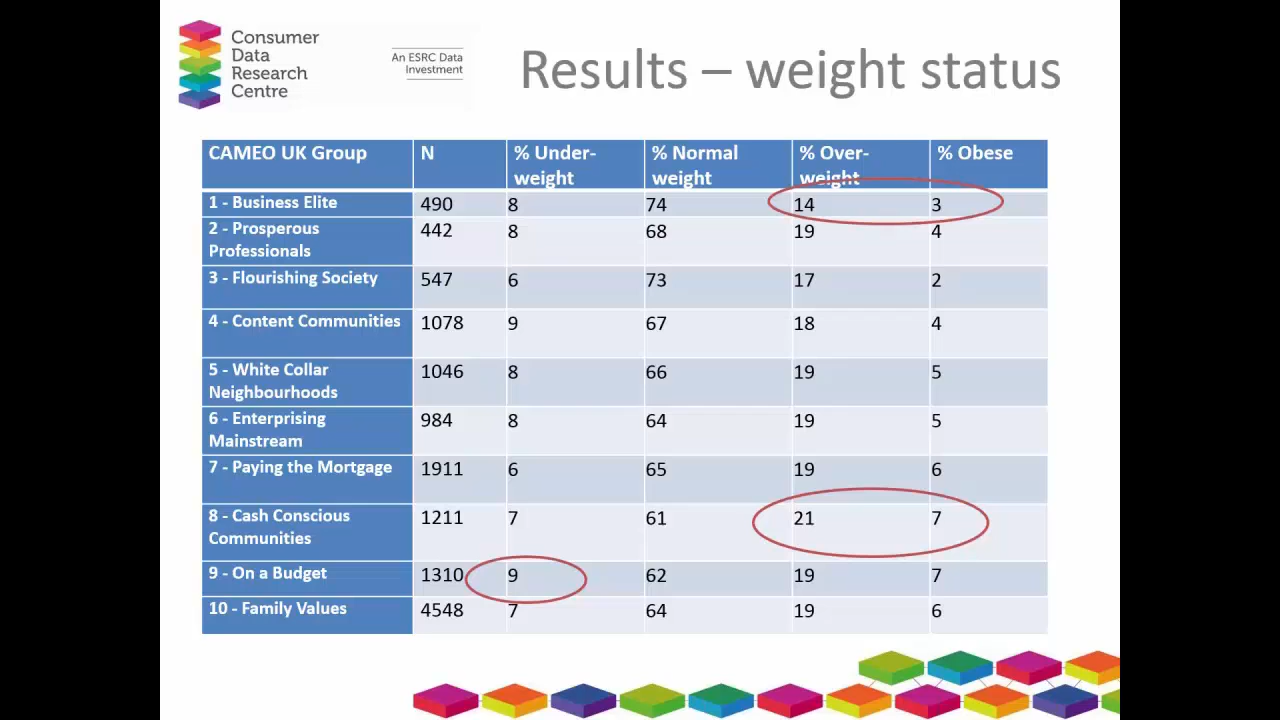 Consumer
Data
Research
Centre
An ESRC Data
Investment
Results – weight status
CAMEO UK Group N % Under-weight % Normal weight % Over-weight % Obese
1 - Business Elite 490 8 74 14 3
2 - Prosperous Professionals 442 8 68 19 4
3 - Flourishing Society 547 6 73 17 2
4 - Content Communities 1078 9 67 18 4
5 - White Collar Neighbourhoods 1046 8 66 19 5
6 - Enterprising Mainstream 984 8 64 19 5
7 - Paying the Mortgage 1911 6 65 19 6
8 - Cash Conscious Communities 1211 7 61 21 7
9 - On a Budget 1310 9 62 19 7
10 - Family Values 4548 7 64 19 6